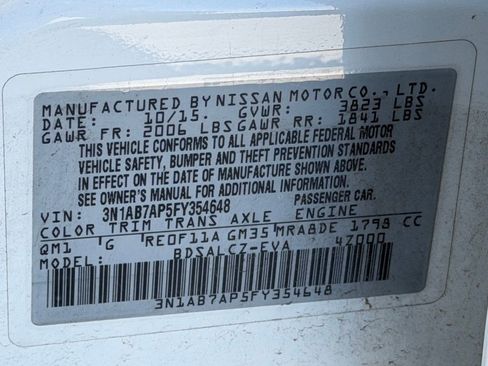 MANUFACTURED BY NISSAN MOTOR CO., LTD.
DATE: 10/15. GVWR: 3823 LBS
GAWR FR: 2006 LBS GAWR RR: 1841 LBS
THIS VEHICLE CONFORMS TO ALL APPLICABLE FEDERAL MOTOR
VEHICLE SAFETY, BUMPER AND THEFT PREVENTION STANDARDS
IN EFFECT ON THE DATE OF MANUFACTURE SHOWN ABOVE.
SEE OWNER'S MANUAL FOR ADDITIONAL INFORMATION.
VIN: 3N1AB7AP5FY354648 PASSENGER CAR.
COLOR TRIM TRANS AXLE ENGINE
QM1 'G 'RE0F11A GM35 MRA8DE 1798 CC
BDSALCZ-EVA 4Z000
3N1AB7AP5FY354648